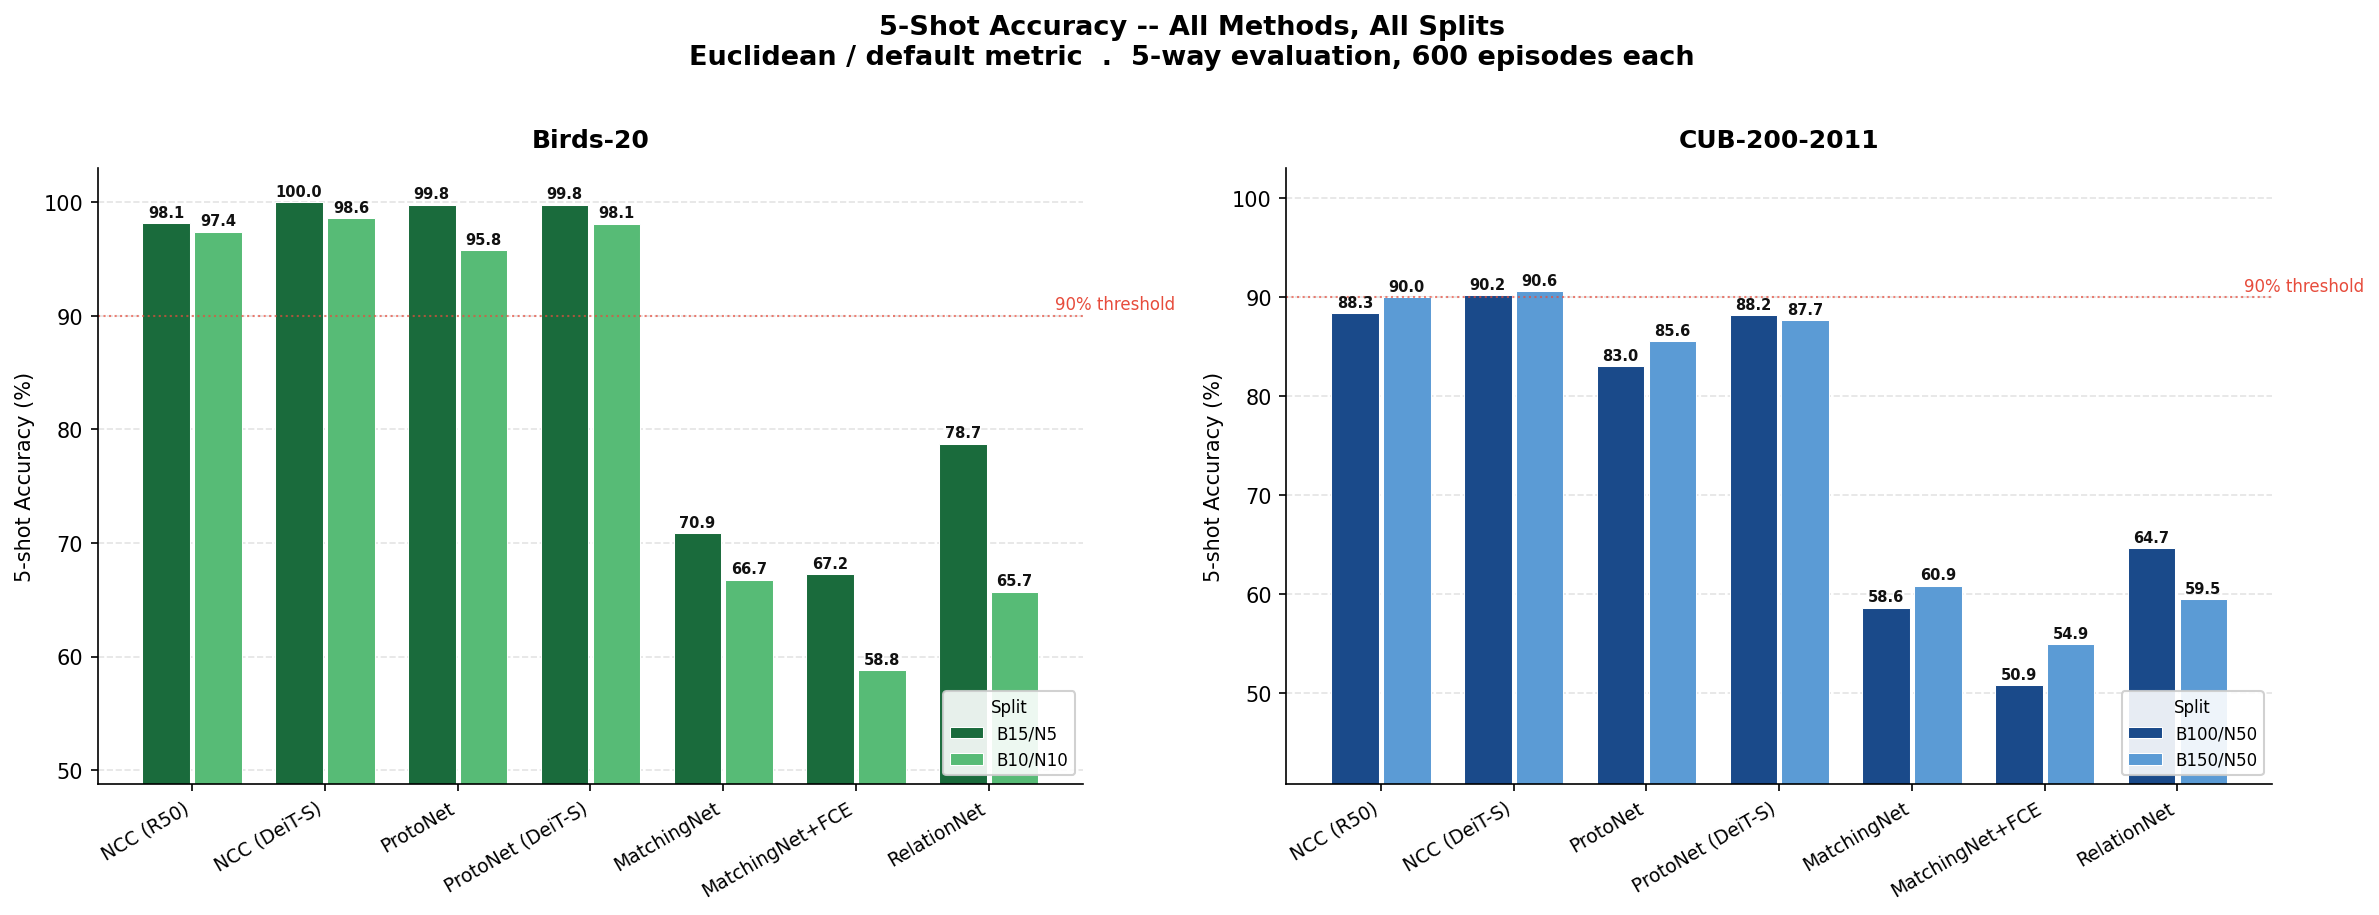 5-Shot Accuracy -- All Methods, All Splits
Euclidean / default metric  .  5-way evaluation, 600 episodes each
Birds-20
5-shot Accuracy (%)
100
90
80
70
60
50
98.1
97.4
100.0
98.6
99.8
95.8
99.8
98.1
70.9
66.7
67.2
58.8
78.7
65.7
90% threshold
Split
B15/N5
B10/N10
NCC (R50)
NCC (DeiT-S)
ProtoNet
ProtoNet (DeiT-S)
MatchingNet
MatchingNet+FCE
RelationNet
CUB-200-2011
5-shot Accuracy (%)
100
90
80
70
60
50
88.3
90.0
90.2
90.6
83.0
85.6
88.2
87.7
58.6
60.9
50.9
54.9
64.7
59.5
90% threshold
Split
B100/N50
B150/N50
NCC (R50)
NCC (DeiT-S)
ProtoNet
ProtoNet (DeiT-S)
MatchingNet
MatchingNet+FCE
RelationNet